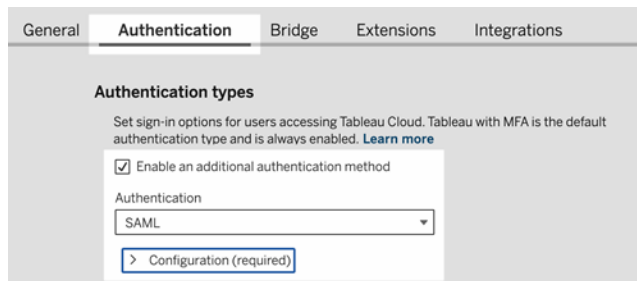 General Authentication Bridge Extensions Integrations
Authentication types
Set sign-in options for users accessing Tableau Cloud. Tableau with MFA is the default
authentication type and is always enabled. Learn more
Enable an additional authentication method
Authentication
SAML
Configuration (required)